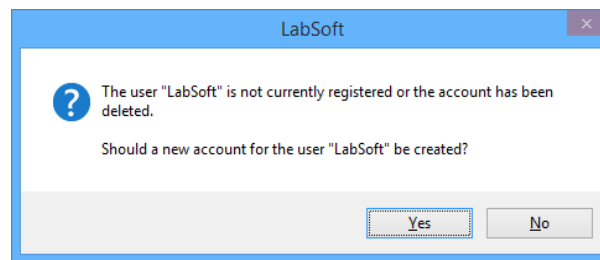 LabSoft
The user "LabSoft" is not currently registered or the account has been
deleted.
Should a new account for the user "LabSoft" be created?
Yes
No